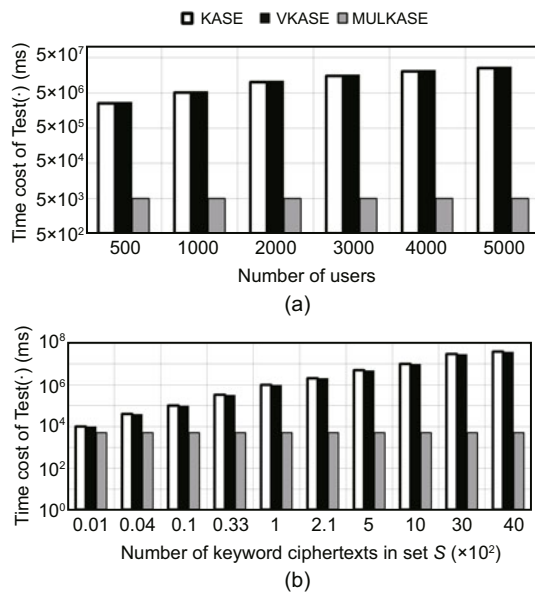 KASE VKASE MULKASE
Time cost of Test(·) (ms)
5×10⁷
5×10⁶
5×10⁵
5×10⁴
5×10³
5×10²
500 1000 2000 3000 4000 5000
Number of users
(a)
Time cost of Test(·) (ms)
10⁸
10⁶
10⁴
10²
10⁰
0.01 0.04 0.1 0.33 1 2.1 5 10 30 40
Number of keyword ciphertexts in set S (×10²)
(b)